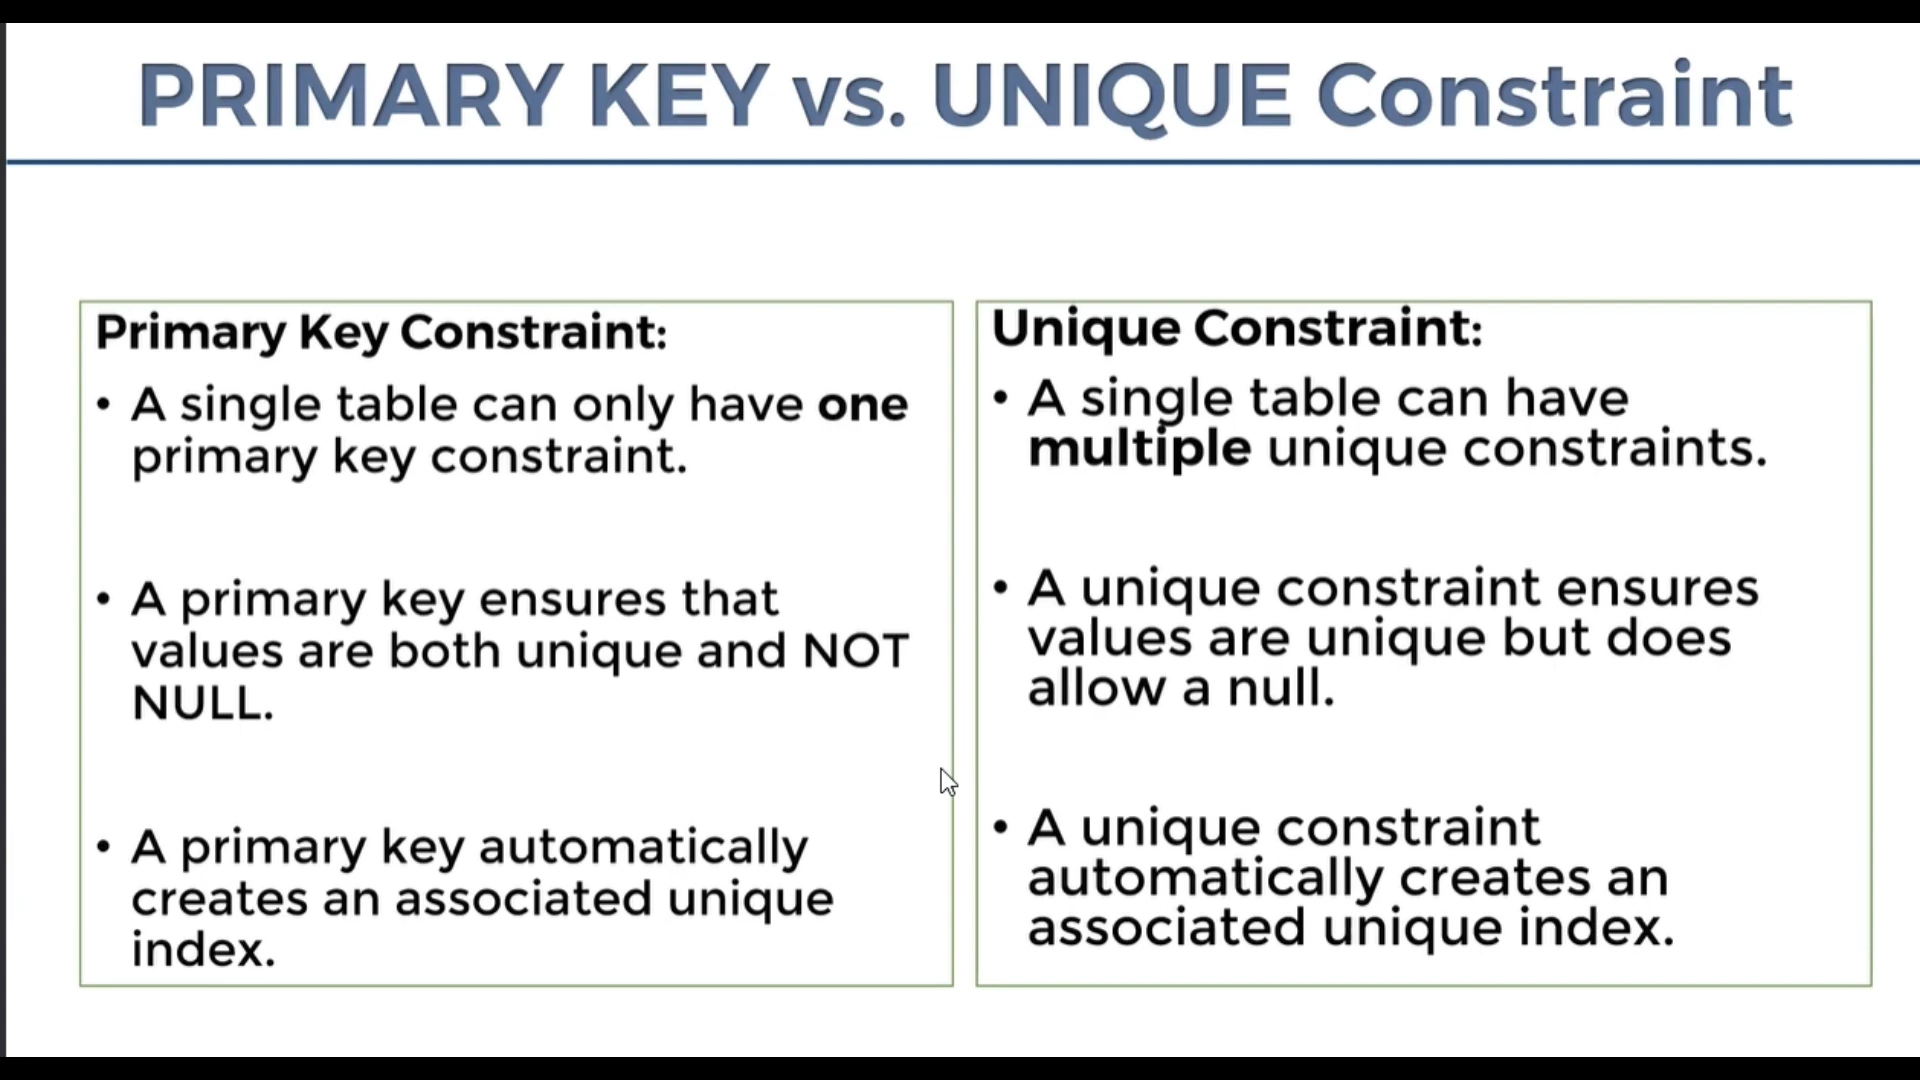 PRIMARY KEY vs. UNIQUE Constraint
Primary Key Constraint:
• A single table can only have one
primary key constraint.
• A primary key ensures that
values are both unique and NOT
NULL.
• A primary key automatically
creates an associated unique
index.
Unique Constraint:
• A single table can have
multiple unique constraints.
• A unique constraint ensures
values are unique but does
allow a null.
• A unique constraint
automatically creates an
associated unique index.